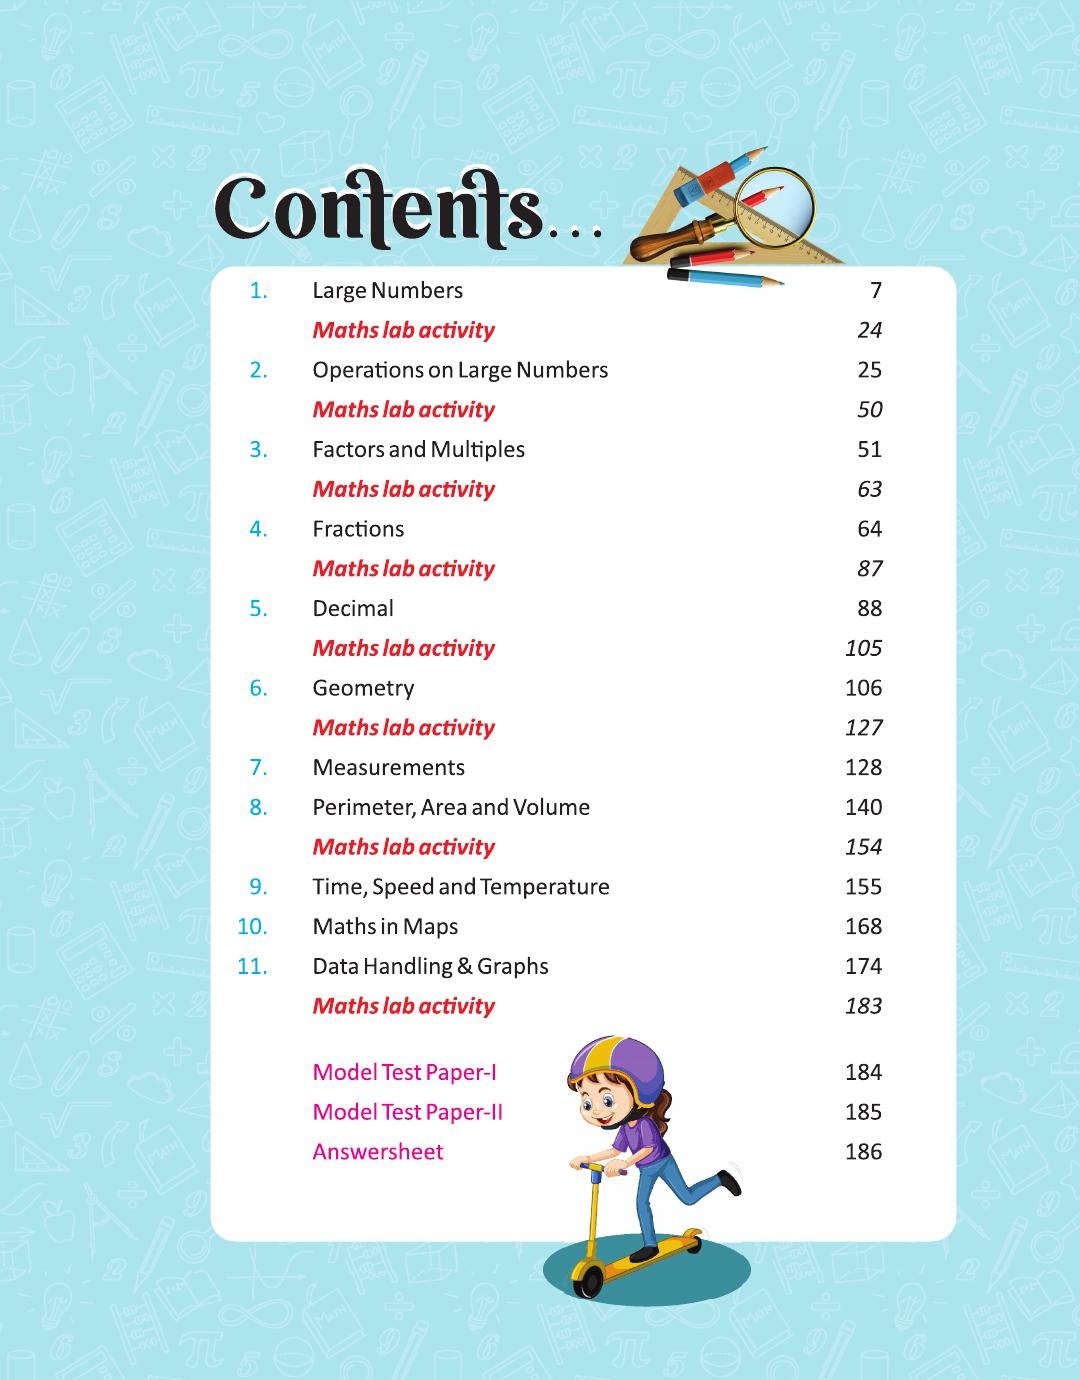 Contents...
1. Large Numbers 7
Maths lab activity 24
2. Operations on Large Numbers 25
Maths lab activity 50
3. Factors and Multiples 51
Maths lab activity 63
4. Fractions 64
Maths lab activity 87
5. Decimal 88
Maths lab activity 105
6. Geometry 106
Maths lab activity 127
7. Measurements 128
8. Perimeter, Area and Volume 140
Maths lab activity 154
9. Time, Speed and Temperature 155
10. Maths in Maps 168
11. Data Handling & Graphs 174
Maths lab activity 183
Model Test Paper-I 184
Model Test Paper-II 185
Answersheet 186